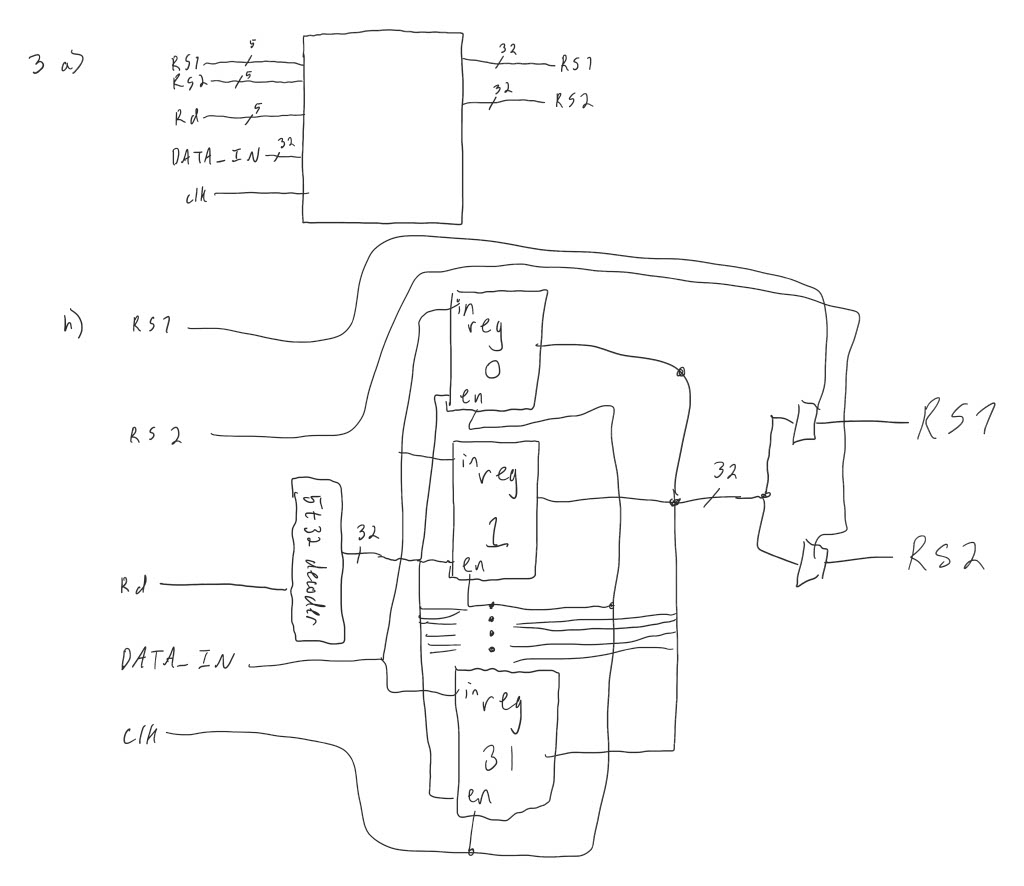 3 a)
RS1 5
RS2 5
Rd 5
DATA_IN 32
clk
32 RS1
32 RS2
b)
RS1
RS2
Rd
DATA_IN
clk
5t32 decoder
32
in
reg
0
en
in
reg
1
en
in
reg
31
en
32
RS1
RS2